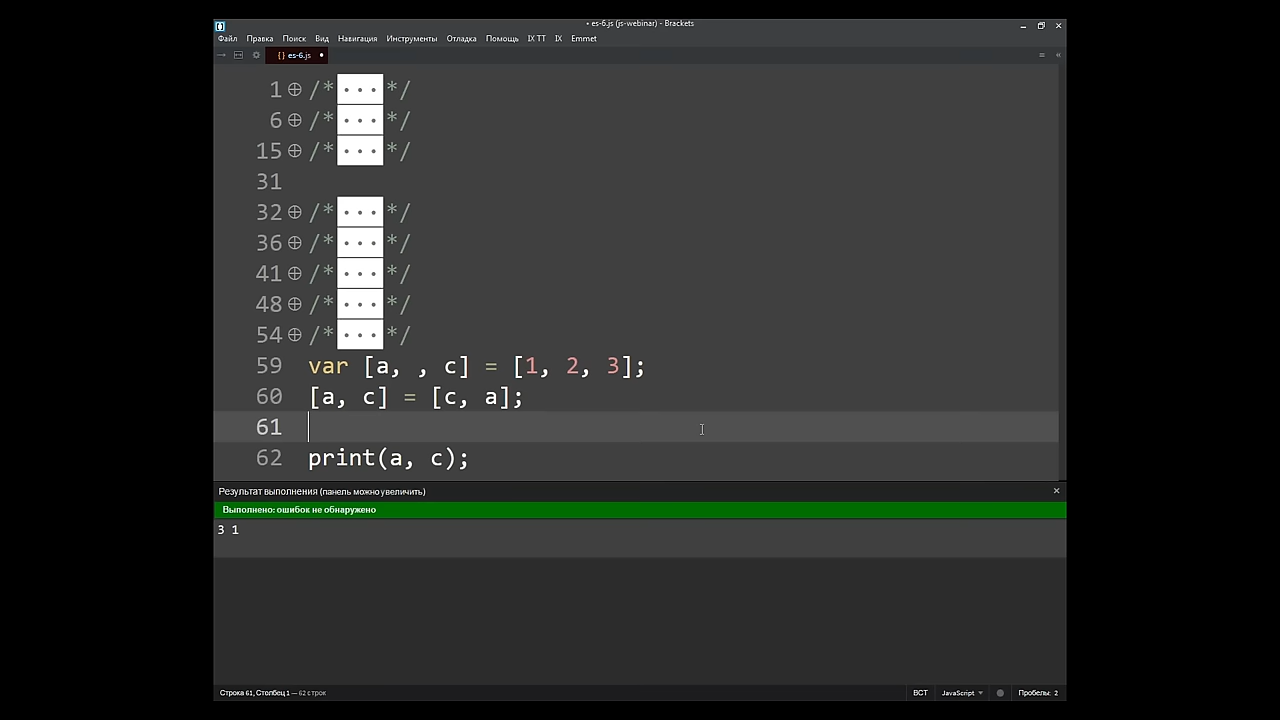 • es-6.js (js-webinar) - Brackets
Файл Правка Поиск Вид Навигация Инструменты Отладка Помощь IX TT IX Emmet
{} es-6.js •
1 /*...*/
6 /*...*/
15 /*...*/
31
32 /*...*/
36 /*...*/
41 /*...*/
48 /*...*/
54 /*...*/
59 var [a, , c] = [1, 2, 3];
60 [a, c] = [c, a];
61
62 print(a, c);
Результат выполнения (панель можно увеличить)
Выполнено: ошибок не обнаружено
3 1
Строка 61, Столбец 1 — 62 строк ВСТ JavaScript Пробелы: 2